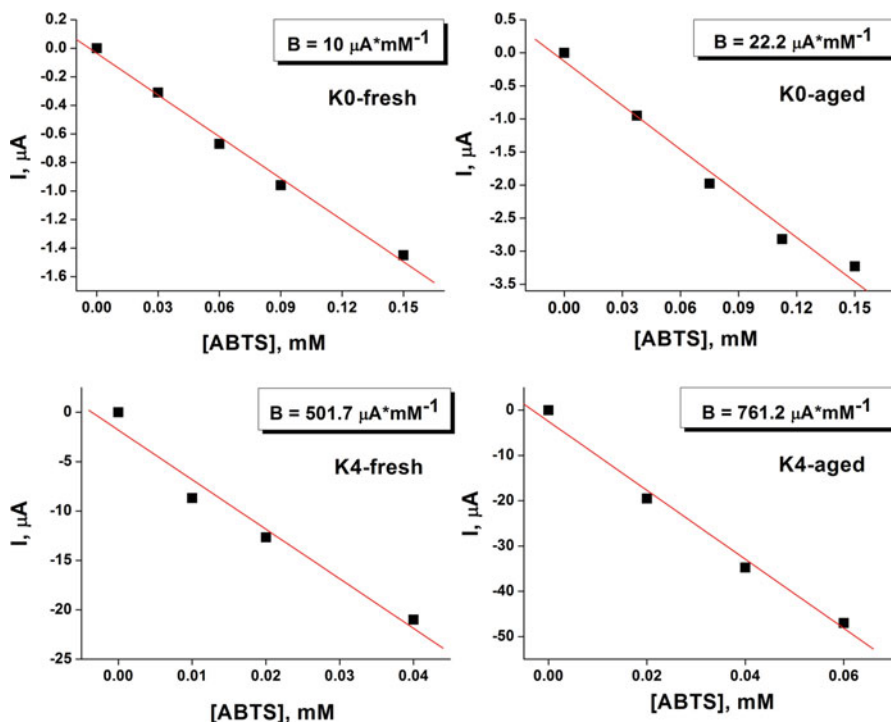 0.2
0.0
-0.2
-0.4
-0.6
-0.8
-1.0
-1.2
-1.4
-1.6
I, μA
B = 10 μA*mM⁻¹
K0-fresh
0.00 0.03 0.06 0.09 0.12 0.15
[ABTS], mM
0.0
-0.5
-1.0
-1.5
-2.0
-2.5
-3.0
-3.5
I, μA
B = 22.2 μA*mM⁻¹
K0-aged
0.00 0.03 0.06 0.09 0.12 0.15
[ABTS], mM
0
-5
-10
-15
-20
-25
I, μA
B = 501.7 μA*mM⁻¹
K4-fresh
0.00 0.01 0.02 0.03 0.04
[ABTS], mM
0
-10
-20
-30
-40
-50
I, μA
B = 761.2 μA*mM⁻¹
K4-aged
0.00 0.02 0.04 0.06
[ABTS], mM